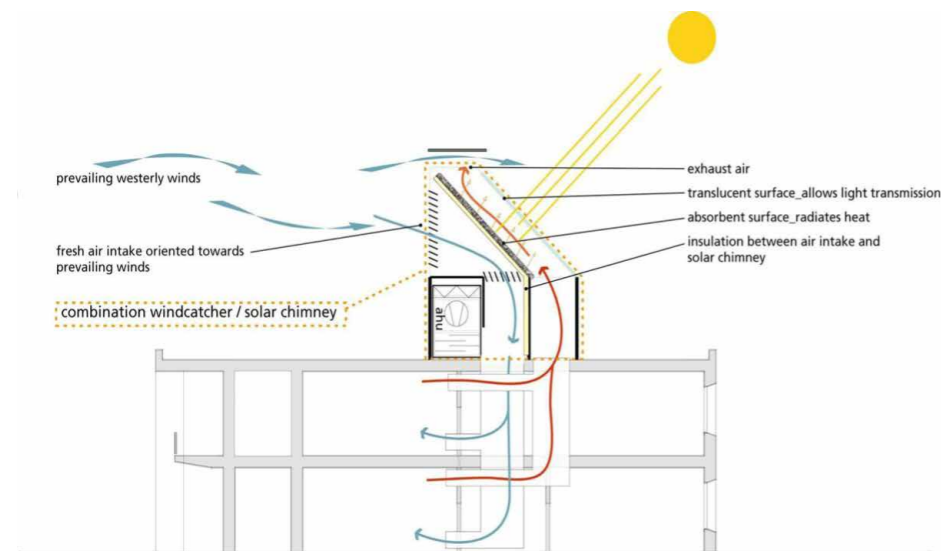 prevailing westerly winds
fresh air intake oriented towards
prevailing winds
combination windcatcher / solar chimney
ahu
exhaust air
translucent surface_allows light transmission
absorbent surface_radiates heat
insulation between air intake and
solar chimney